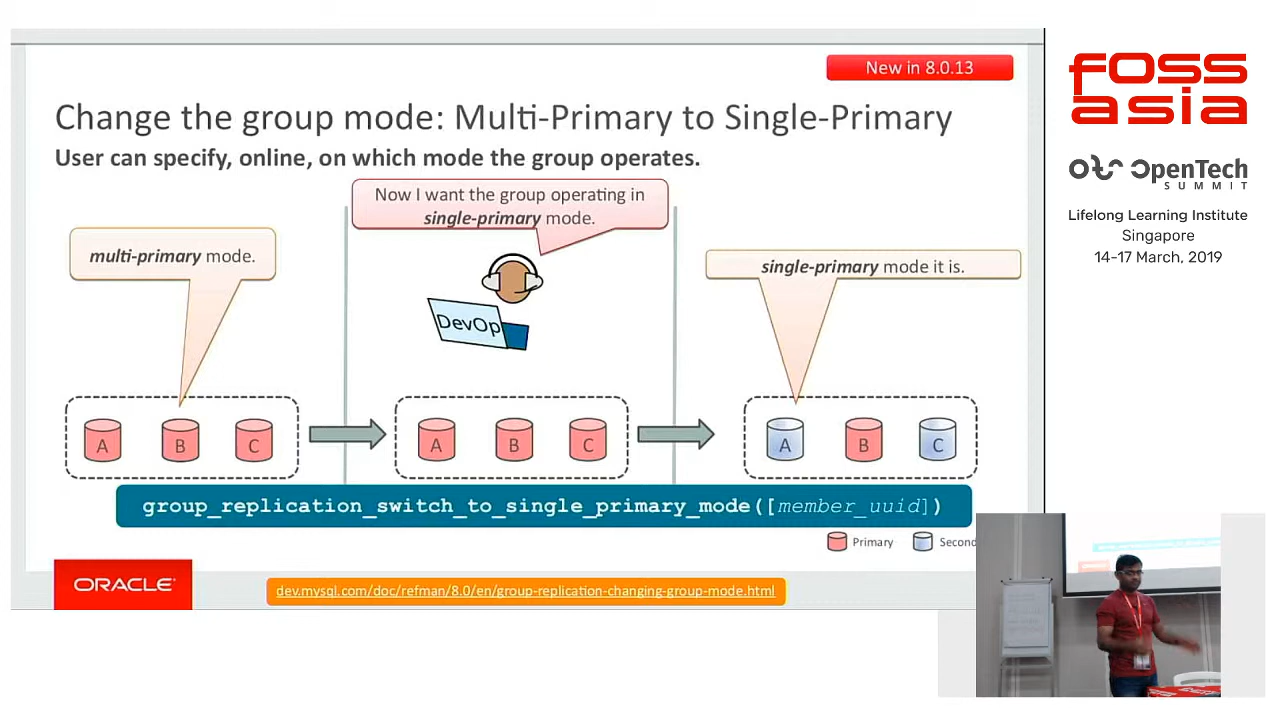 New in 8.0.13
Change the group mode: Multi-Primary to Single-Primary
User can specify, online, on which mode the group operates.
Now I want the group operating in
single-primary mode.
multi-primary mode.
single-primary mode it is.
DevOp
A B C
A B C
A B C
group_replication_switch_to_single_primary_mode([member_uuid])
Primary Second
ORACLE
dev.mysql.com/doc/refman/8.0/en/group-replication-changing-group-mode.html
FOSS
asia
OpenTech
SUMMIT
Lifelong Learning Institute
Singapore
14-17 March, 2019